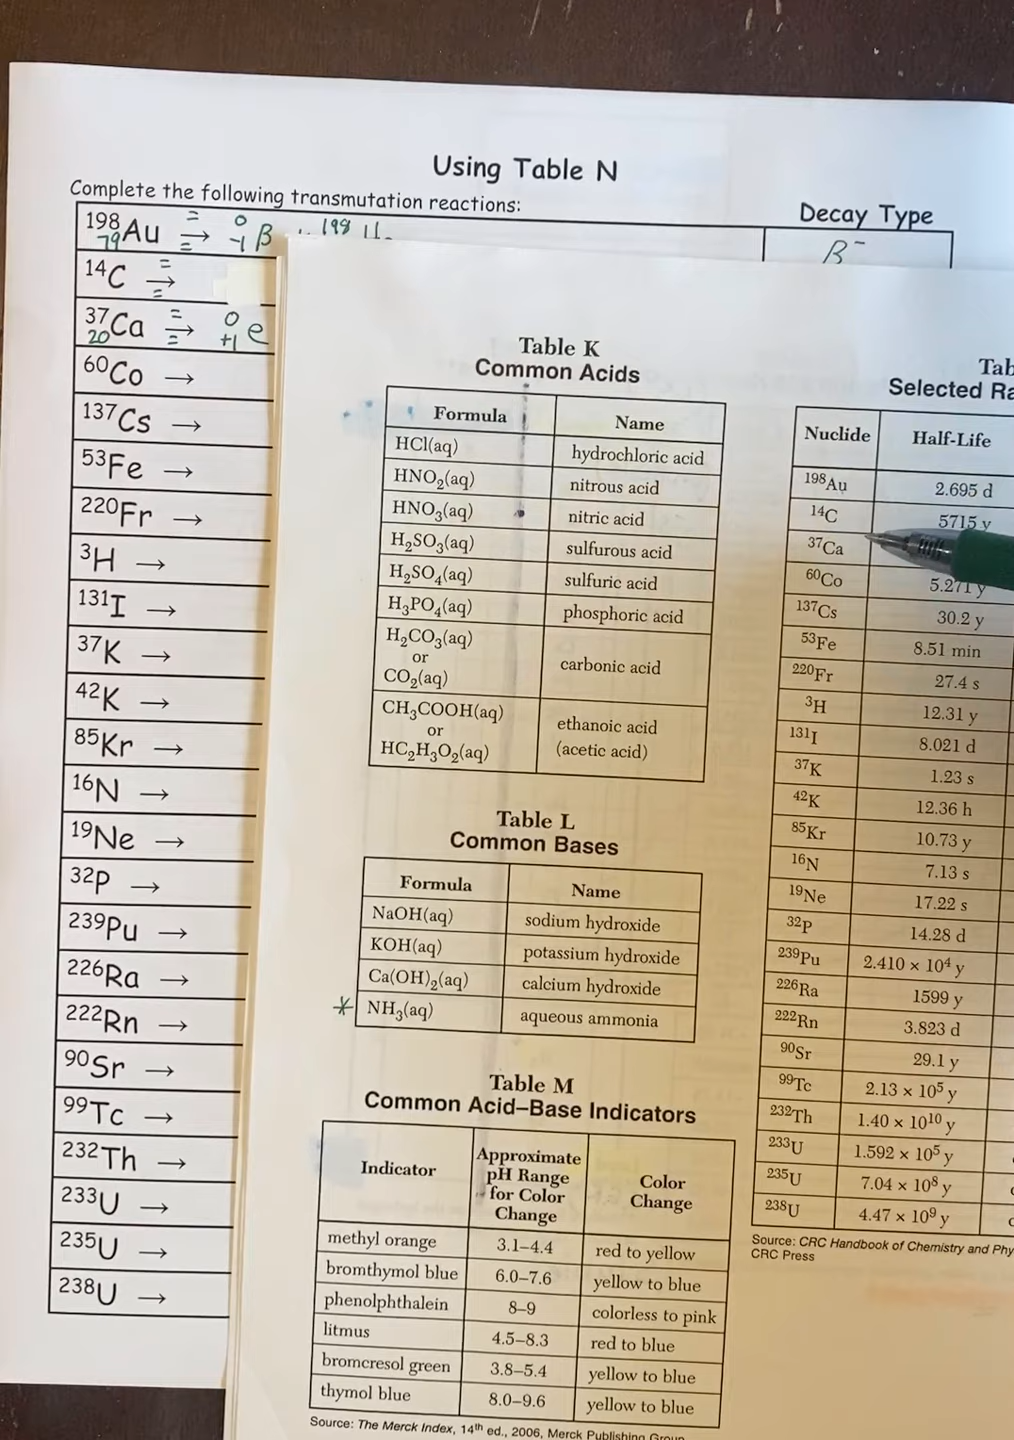 Using Table N
Complete the following transmutation reactions:
Decay Type
¹⁹⁸₇₉Au → ⁰₋₁β 198
β⁻
¹⁴C →
³⁷₂₀Ca → ⁰₊₁e
⁶⁰Co →
¹³⁷Cs →
⁵³Fe →
²²⁰Fr →
³H →
¹³¹I →
³⁷K →
⁴²K →
⁸⁵Kr →
¹⁶N →
¹⁹Ne →
³²P →
²³⁹Pu →
²²⁶Ra →
²²²Rn →
⁹⁰Sr →
⁹⁹Tc →
²³²Th →
²³³U →
²³⁵U →
²³⁸U →
Table K
Common Acids
Formula Name
HCl(aq) hydrochloric acid
HNO₂(aq) nitrous acid
HNO₃(aq) nitric acid
H₂SO₃(aq) sulfurous acid
H₂SO₄(aq) sulfuric acid
H₃PO₄(aq) phosphoric acid
H₂CO₃(aq)
or
CO₂(aq)
carbonic acid
CH₃COOH(aq)
or
HC₂H₃O₂(aq)
ethanoic acid
(acetic acid)
Table L
Common Bases
Formula Name
NaOH(aq) sodium hydroxide
KOH(aq) potassium hydroxide
Ca(OH)₂(aq) calcium hydroxide
* NH₃(aq) aqueous ammonia
Table M
Common Acid–Base Indicators
Indicator
Approximate
pH Range
for Color
Change
Color
Change
methyl orange 3.1–4.4 red to yellow
bromthymol blue 6.0–7.6 yellow to blue
phenolphthalein 8–9 colorless to pink
litmus 4.5–8.3 red to blue
bromcresol green 3.8–5.4 yellow to blue
thymol blue 8.0–9.6 yellow to blue
Source: The Merck Index, 14th ed., 2006, Merck Publishing Group
Tab
Selected Ra
Nuclide Half-Life
¹⁹⁸Au 2.695 d
¹⁴C 5715 y
³⁷Ca
⁶⁰Co 5.271 y
¹³⁷Cs 30.2 y
⁵³Fe 8.51 min
²²⁰Fr 27.4 s
³H 12.31 y
¹³¹I 8.021 d
³⁷K 1.23 s
⁴²K 12.36 h
⁸⁵Kr 10.73 y
¹⁶N 7.13 s
¹⁹Ne 17.22 s
³²P 14.28 d
²³⁹Pu 2.410 × 10⁴ y
²²⁶Ra 1599 y
²²²Rn 3.823 d
⁹⁰Sr 29.1 y
⁹⁹Tc 2.13 × 10⁵ y
²³²Th 1.40 × 10¹⁰ y
²³³U 1.592 × 10⁵ y
²³⁵U 7.04 × 10⁸ y
²³⁸U 4.47 × 10⁹ y
Source: CRC Handbook of Chemistry and Phy
CRC Press